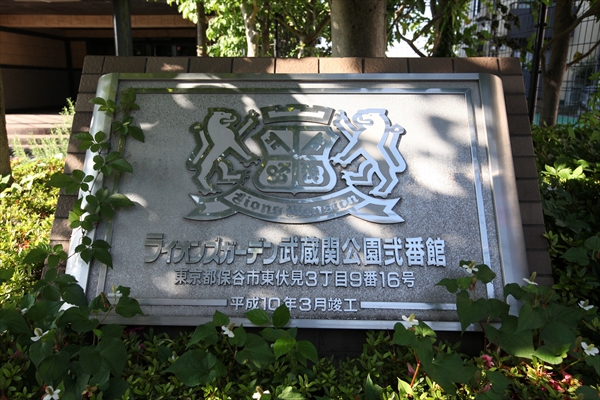 Lions Mansion
ライオンズガーデン武蔵関公園弐番館
東京都保谷市東伏見3丁目9番16号
平成10年3月竣工